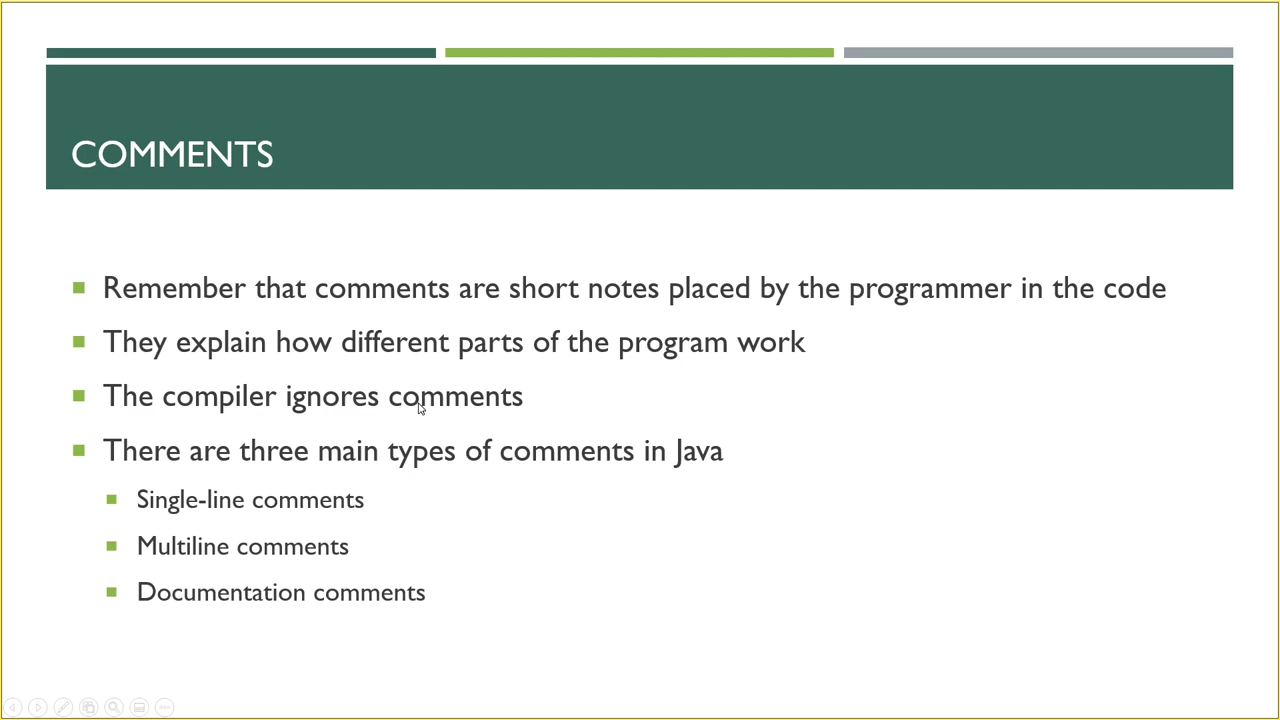 COMMENTS
Remember that comments are short notes placed by the programmer in the code
They explain how different parts of the program work
The compiler ignores comments
There are three main types of comments in Java
Single-line comments
Multiline comments
Documentation comments